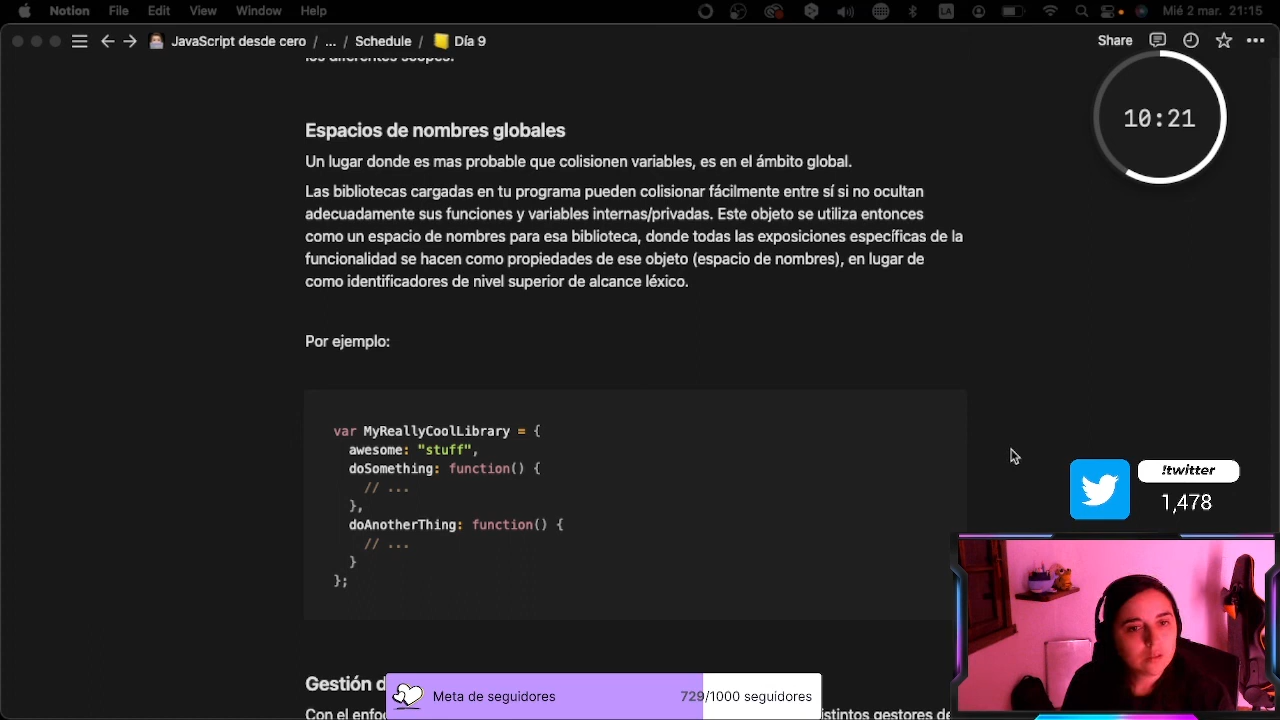 Notion File Edit View Window Help LA Mié 2 mar. 21:15
JavaScript desde cero / ... / Schedule / Día 9 Share
los diferentes scopes.
10:21
Espacios de nombres globales
Un lugar donde es mas probable que colisionen variables, es en el ámbito global.
Las bibliotecas cargadas en tu programa pueden colisionar fácilmente entre sí si no ocultan
adecuadamente sus funciones y variables internas/privadas. Este objeto se utiliza entonces
como un espacio de nombres para esa biblioteca, donde todas las exposiciones específicas de la
funcionalidad se hacen como propiedades de ese objeto (espacio de nombres), en lugar de
como identificadores de nivel superior de alcance léxico.
Por ejemplo:
var MyReallyCoolLibrary = {
awesome: "stuff",
doSomething: function() {
// ...
},
doAnotherThing: function() {
// ...
}
};
!twitter
1,478
Gestión d
Meta de seguidores 729/1000 seguidores
Con el enfo
stintos gestores de